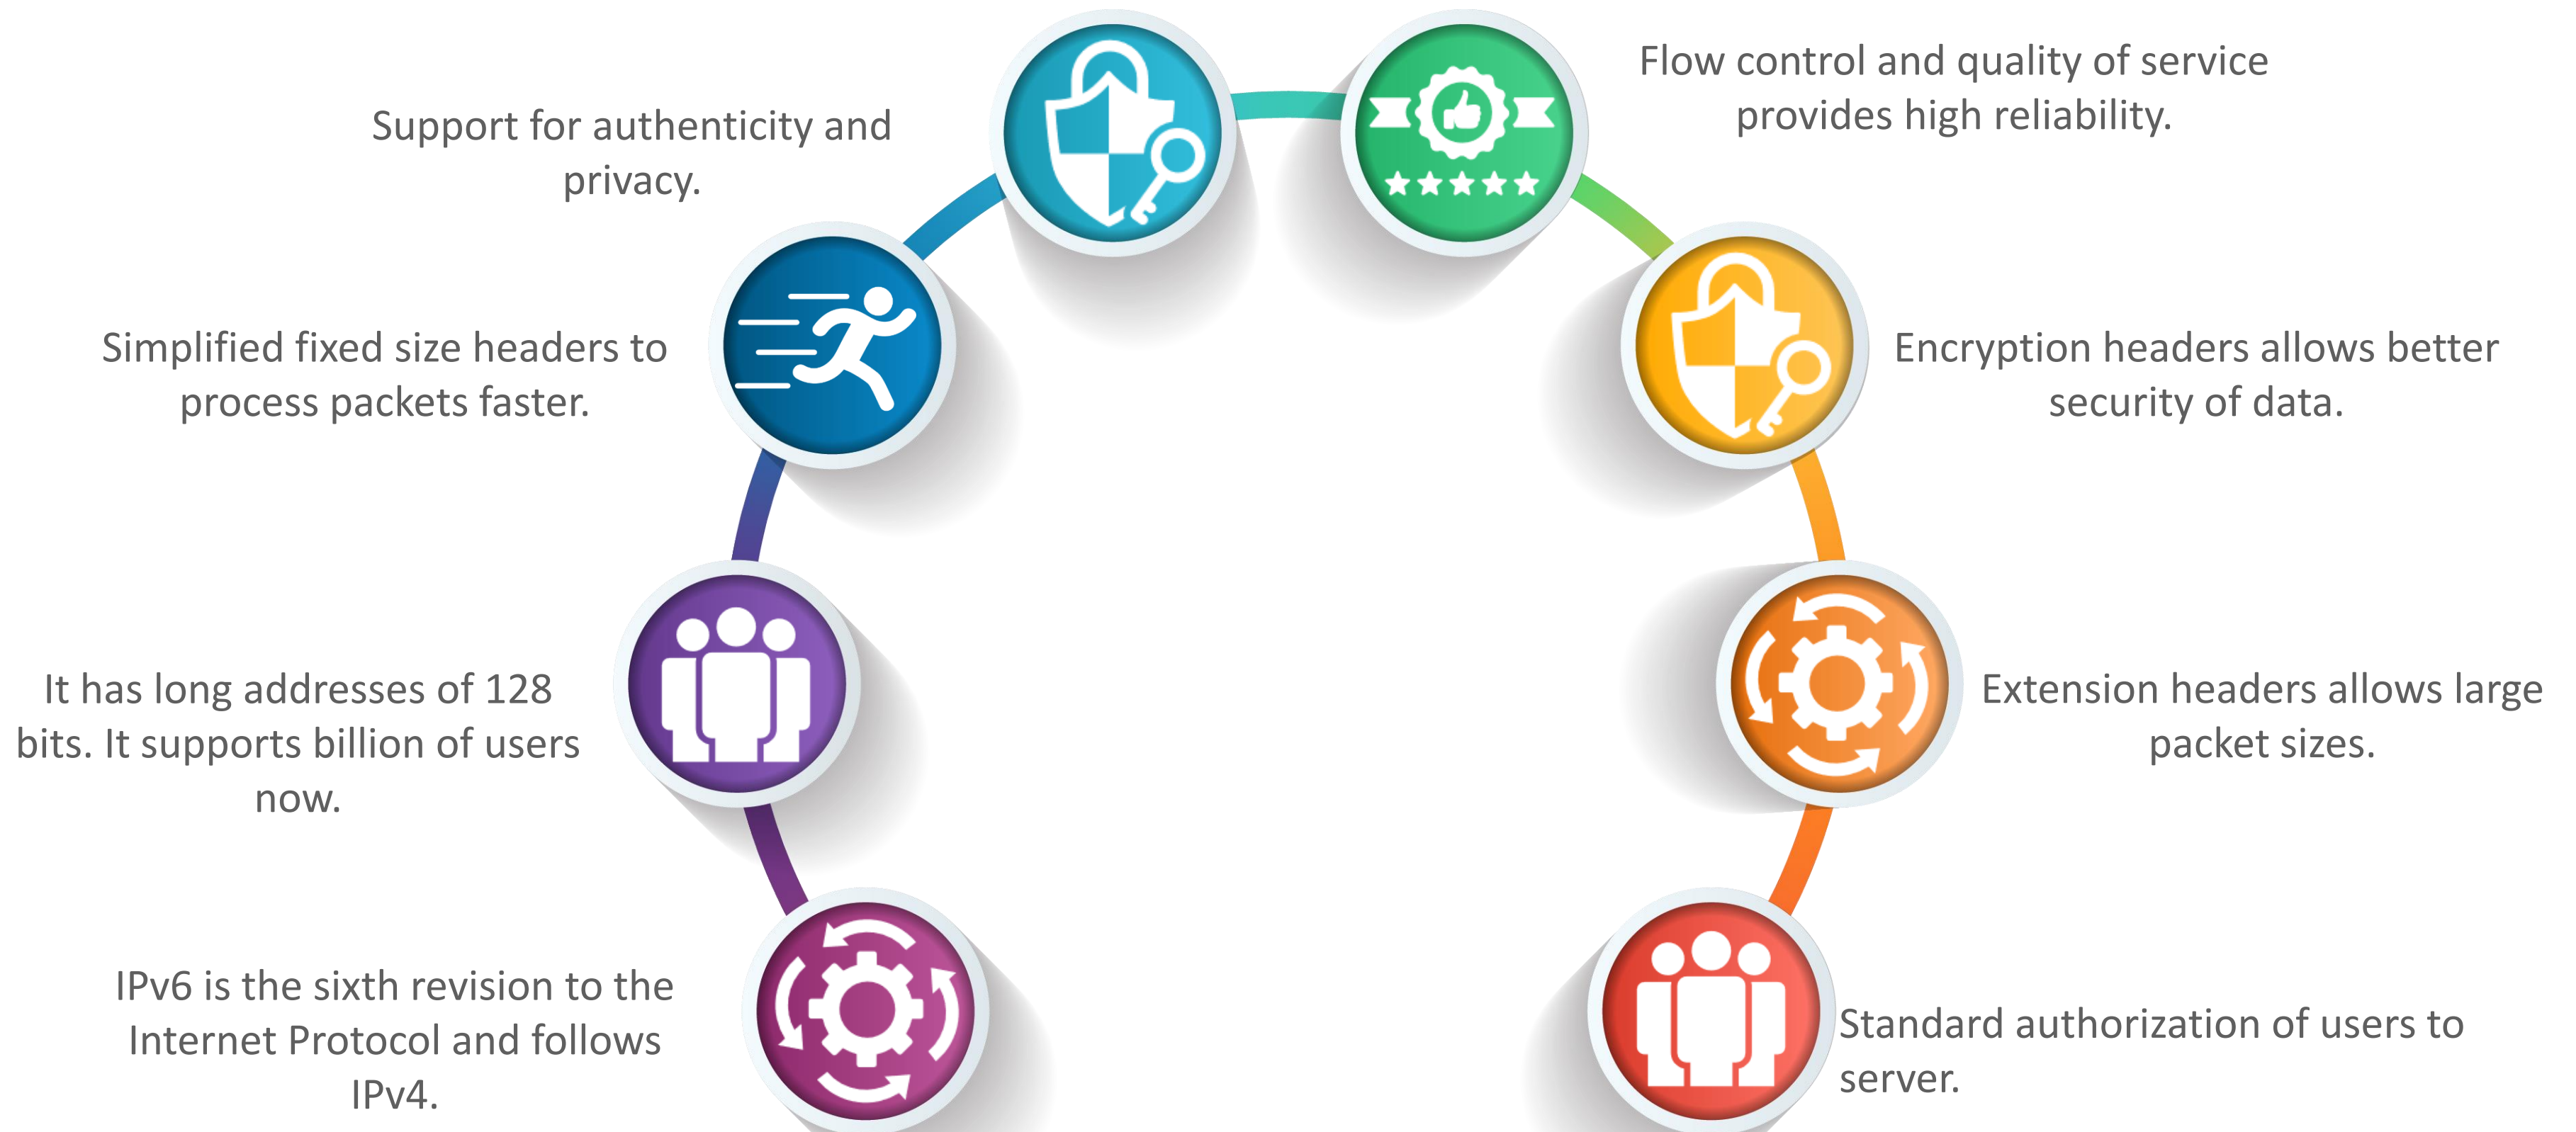 Support for authenticity and
privacy.
Simplified fixed size headers to
process packets faster.
It has long addresses of 128
bits. It supports billion of users
now.
IPv6 is the sixth revision to the
Internet Protocol and follows
IPv4.
Flow control and quality of service
provides high reliability.
Encryption headers allows better
security of data.
Extension headers allows large
packet sizes.
Standard authorization of users to
server.